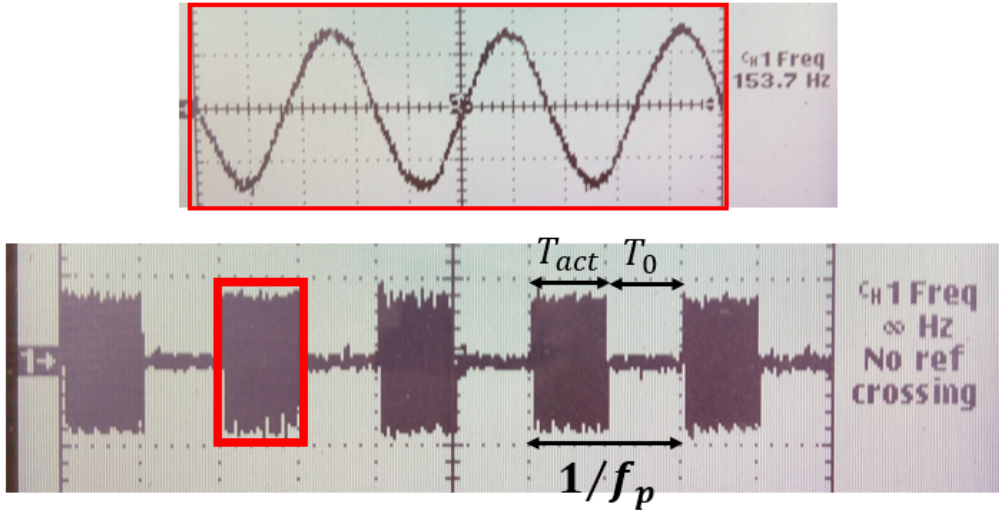 CH1 Freq
153.7 Hz
T_act T_0
1→
CH1 Freq
∞ Hz
No ref
crossing
1/f_p